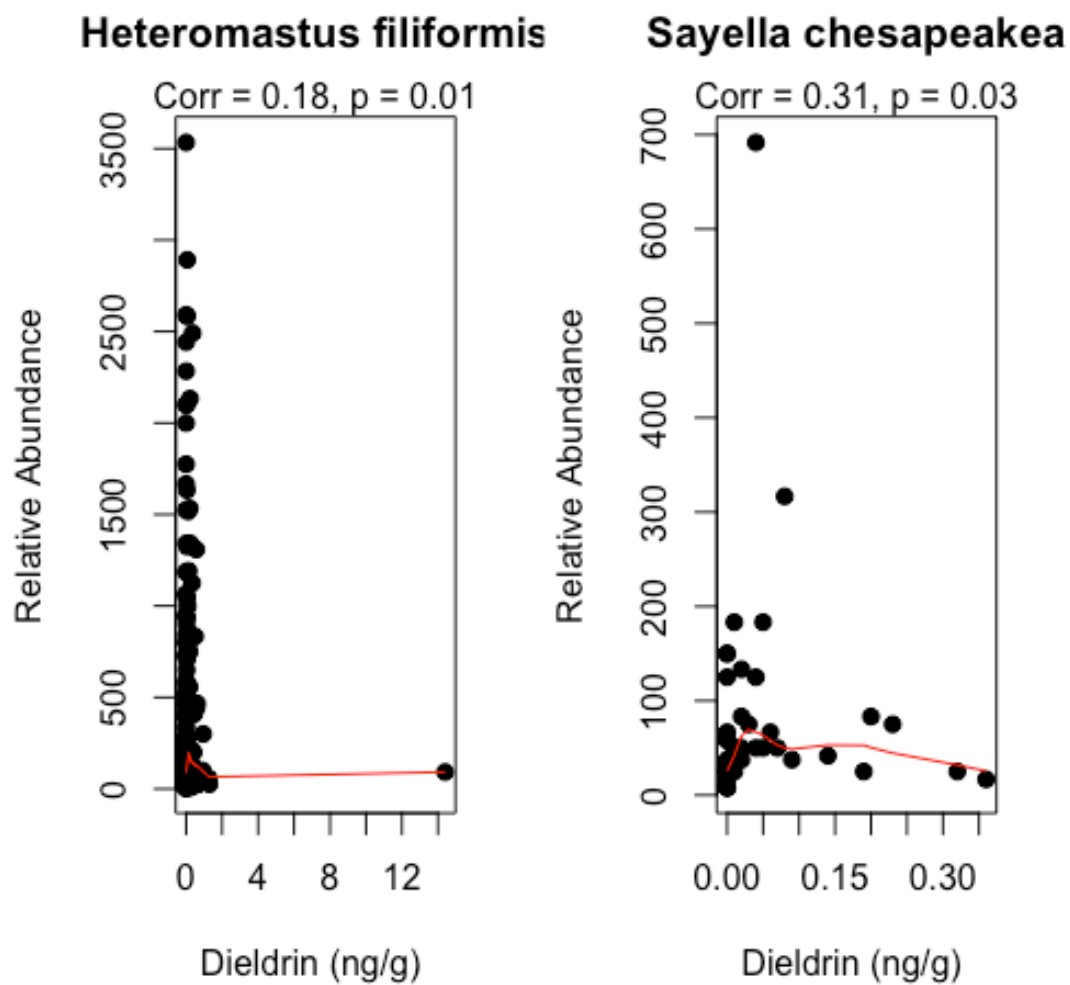 Heteromastus filiformis
Corr = 0.18, p = 0.01
Relative Abundance
3500
2500
1500
500
0
0 4 8 12
Dieldrin (ng/g)
Sayella chesapeakea
Corr = 0.31, p = 0.03
Relative Abundance
700
600
500
400
300
200
100
0
0.00 0.15 0.30
Dieldrin (ng/g)